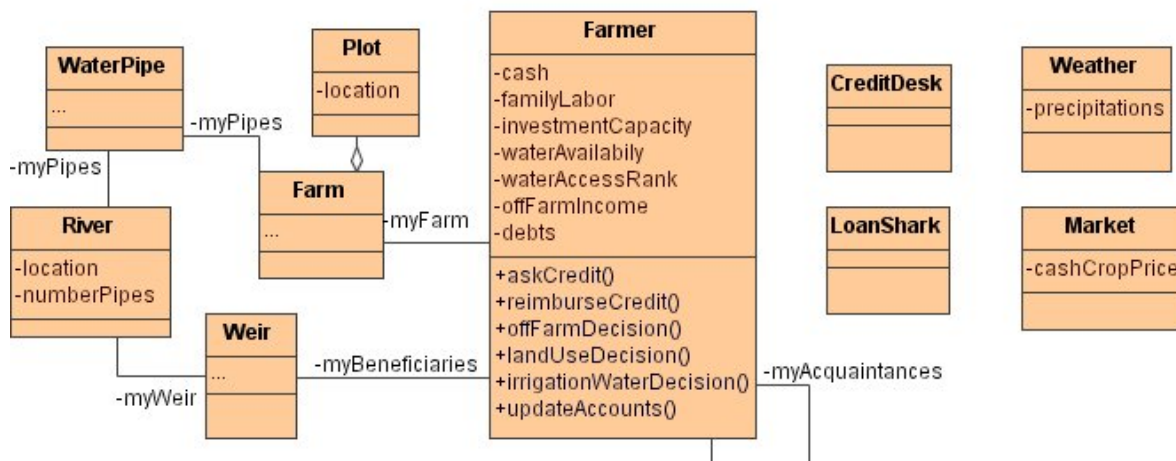 WaterPipe
...
-myPipes
-myPipes
Plot
-location
Farm
...
-myFarm
River
-location
-numberPipes
Weir
...
-myWeir
-myBeneficiaries
Farmer
-cash
-familyLabor
-investmentCapacity
-waterAvailabily
-waterAccessRank
-offFarmIncome
-debts
+askCredit()
+reimburseCredit()
+offFarmDecision()
+landUseDecision()
+irrigationWaterDecision()
+updateAccounts()
-myAcquaintances
CreditDesk
Weather
-precipitations
LoanShark
Market
-cashCropPrice